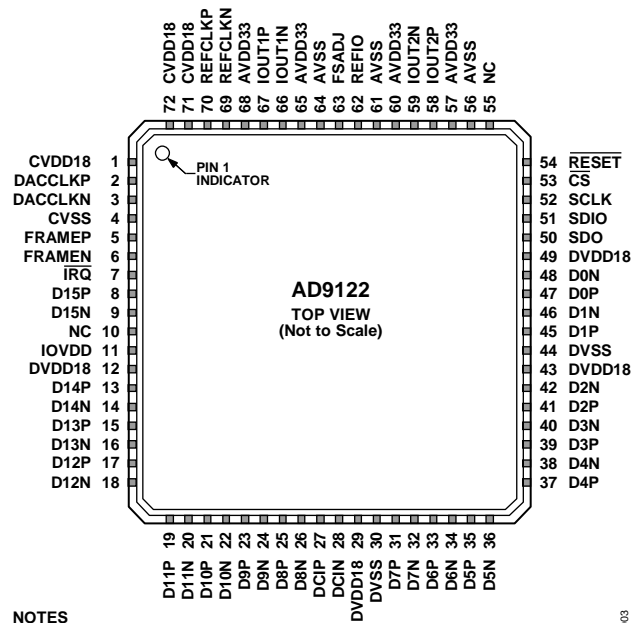 72 CVDD18
71 CVDD18
70 REFCLKP
69 REFCLKN
68 AVDD33
67 IOUT1P
66 IOUT1N
65 AVDD33
64 AVSS
63 FSADJ
62 REFIO
61 AVSS
60 AVDD33
59 IOUT2N
58 IOUT2P
57 AVDD33
56 AVSS
55 NC
CVDD18 1
DACCLKP 2
DACCLKN 3
CVSS 4
FRAMEP 5
FRAMEN 6
IRQ 7
D15P 8
D15N 9
NC 10
IOVDD 11
DVDD18 12
D14P 13
D14N 14
D13P 15
D13N 16
D12P 17
D12N 18
PIN 1
INDICATOR
AD9122
TOP VIEW
(Not to Scale)
54 RESET
53 CS
52 SCLK
51 SDIO
50 SDO
49 DVDD18
48 D0N
47 D0P
46 D1N
45 D1P
44 DVSS
43 DVDD18
42 D2N
41 D2P
40 D3N
39 D3P
38 D4N
37 D4P
D11P 19
D11N 20
D10P 21
D10N 22
D9P 23
D9N 24
D8P 25
D8N 26
DCIP 27
DCIN 28
DVDD18 29
DVSS 30
D7P 31
D7N 32
D6P 33
D6N 34
D5P 35
D5N 36
NOTES